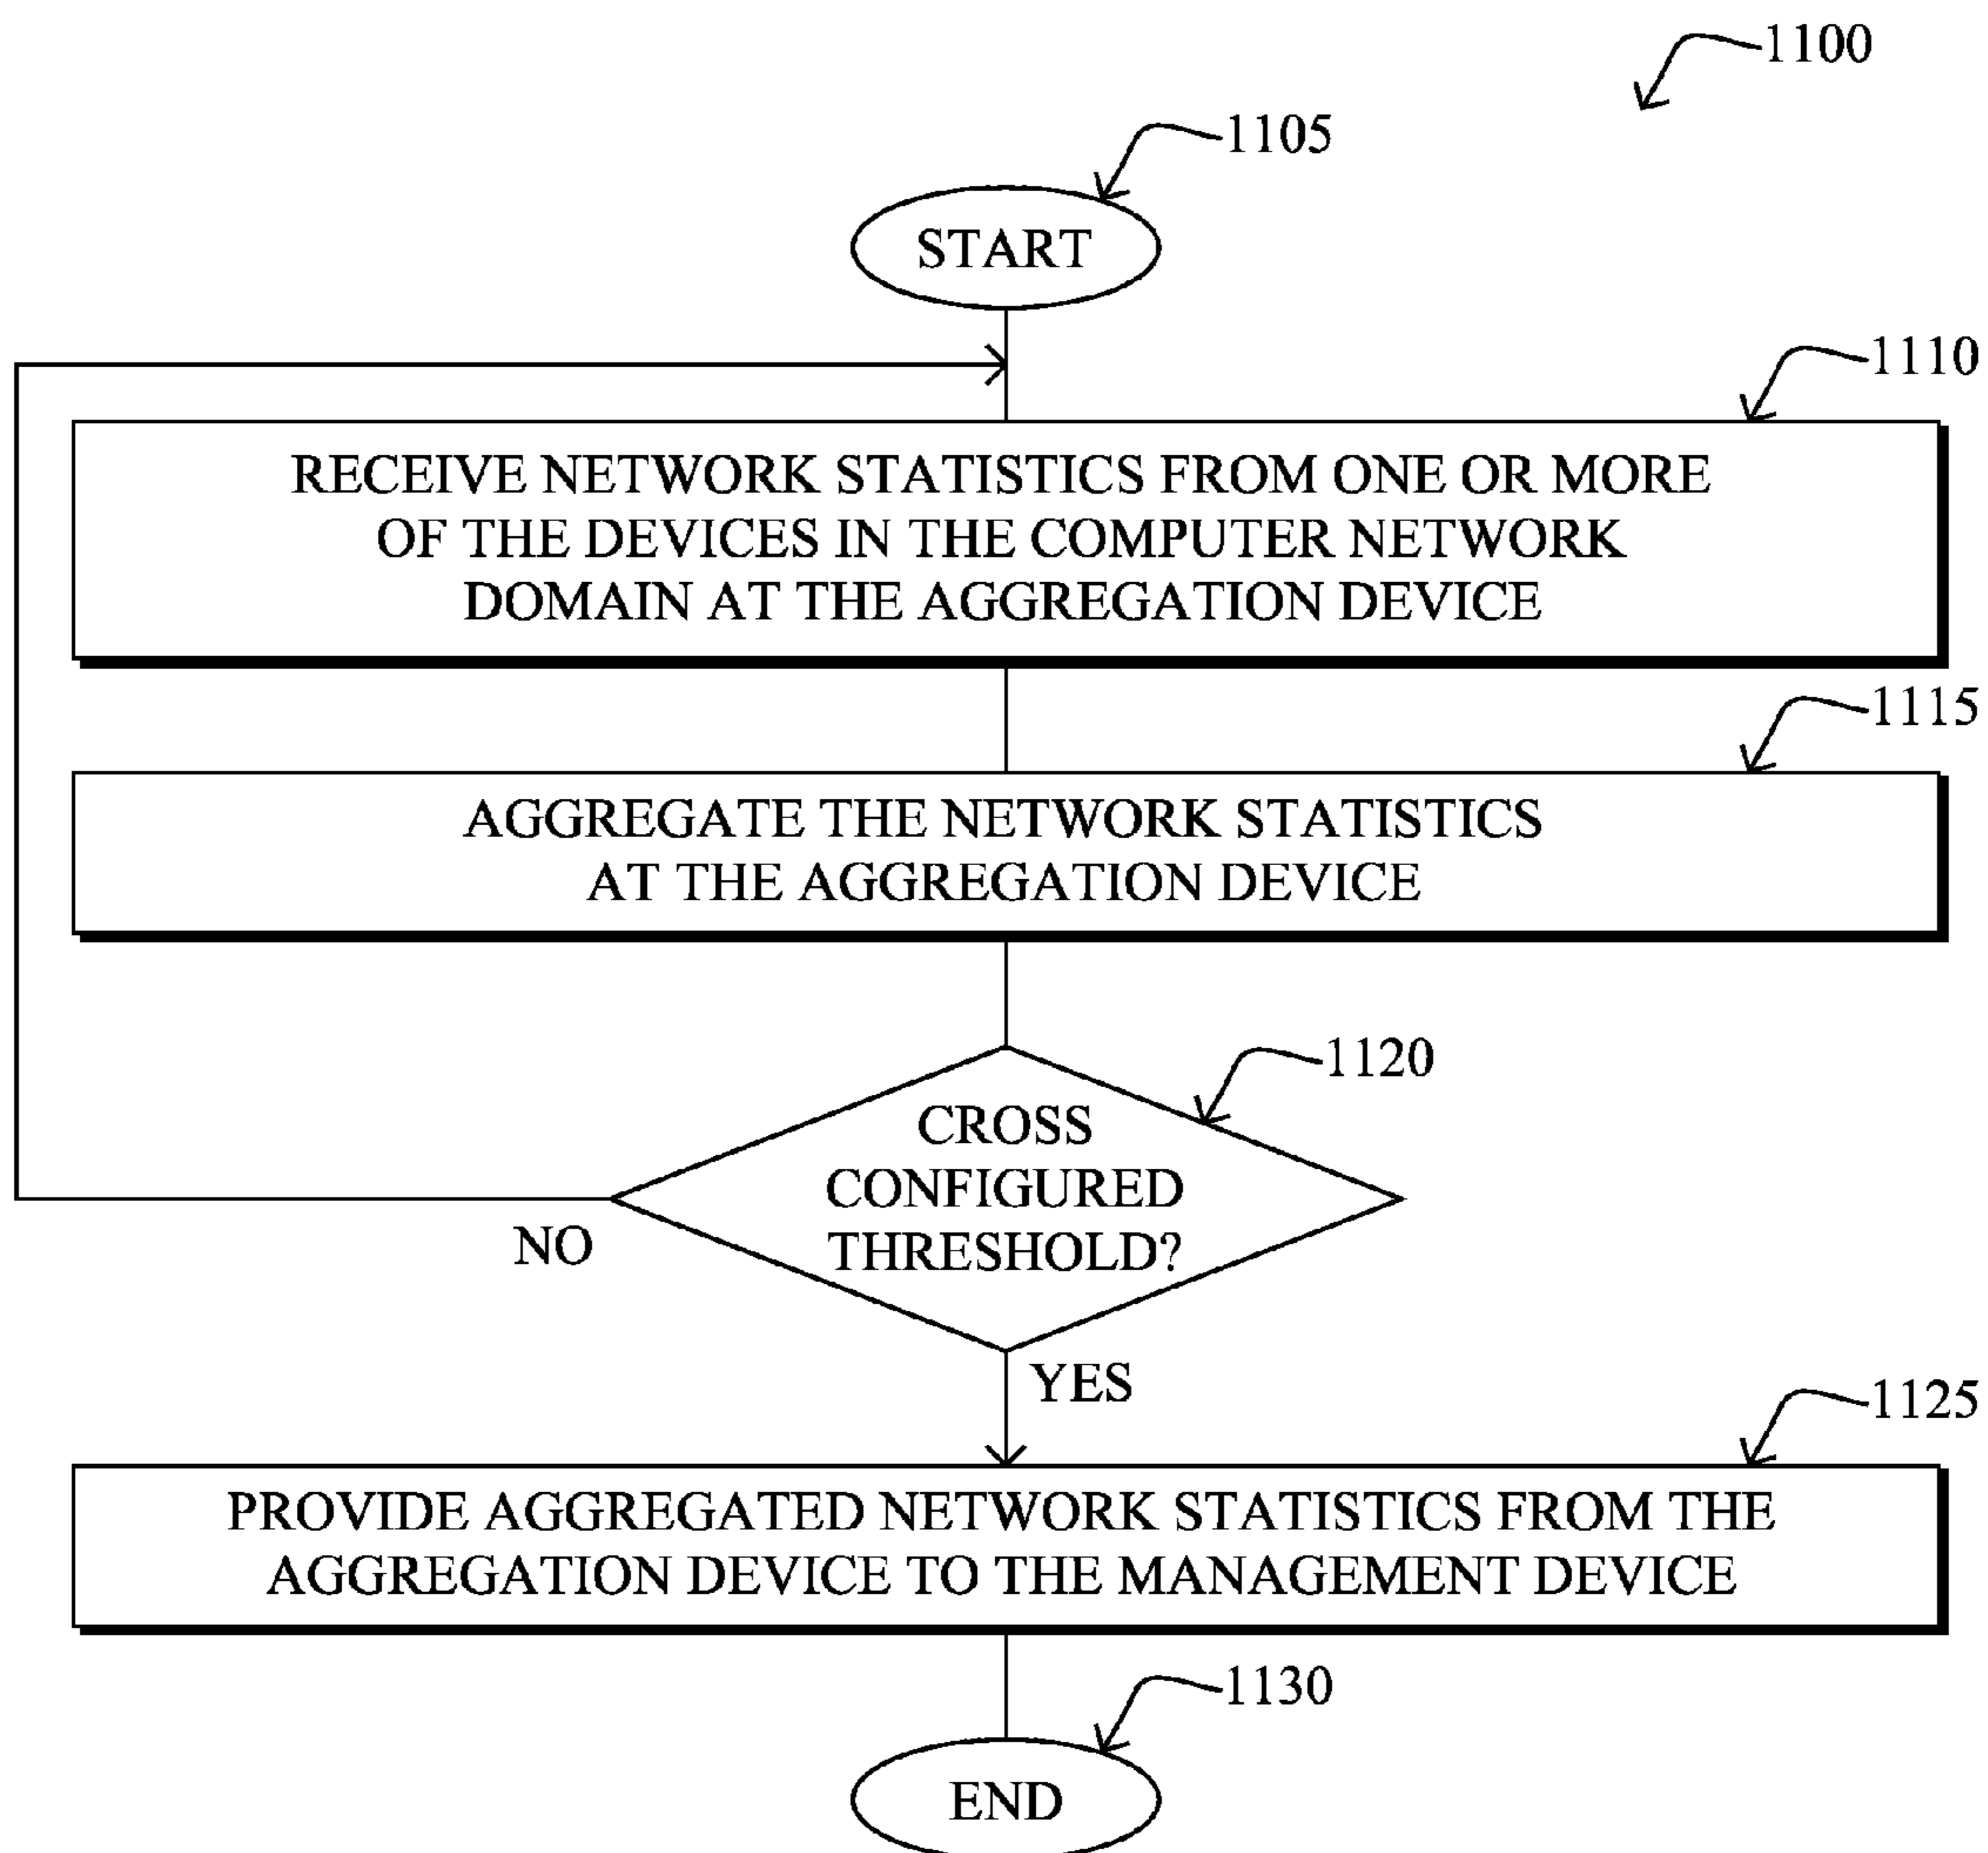 1100
1105
START
1110
RECEIVE NETWORK STATISTICS FROM ONE OR MORE
OF THE DEVICES IN THE COMPUTER NETWORK
DOMAIN AT THE AGGREGATION DEVICE
1115
AGGREGATE THE NETWORK STATISTICS
AT THE AGGREGATION DEVICE
1120
CROSS
CONFIGURED
THRESHOLD?
NO
YES
1125
PROVIDE AGGREGATED NETWORK STATISTICS FROM THE
AGGREGATION DEVICE TO THE MANAGEMENT DEVICE
1130
END